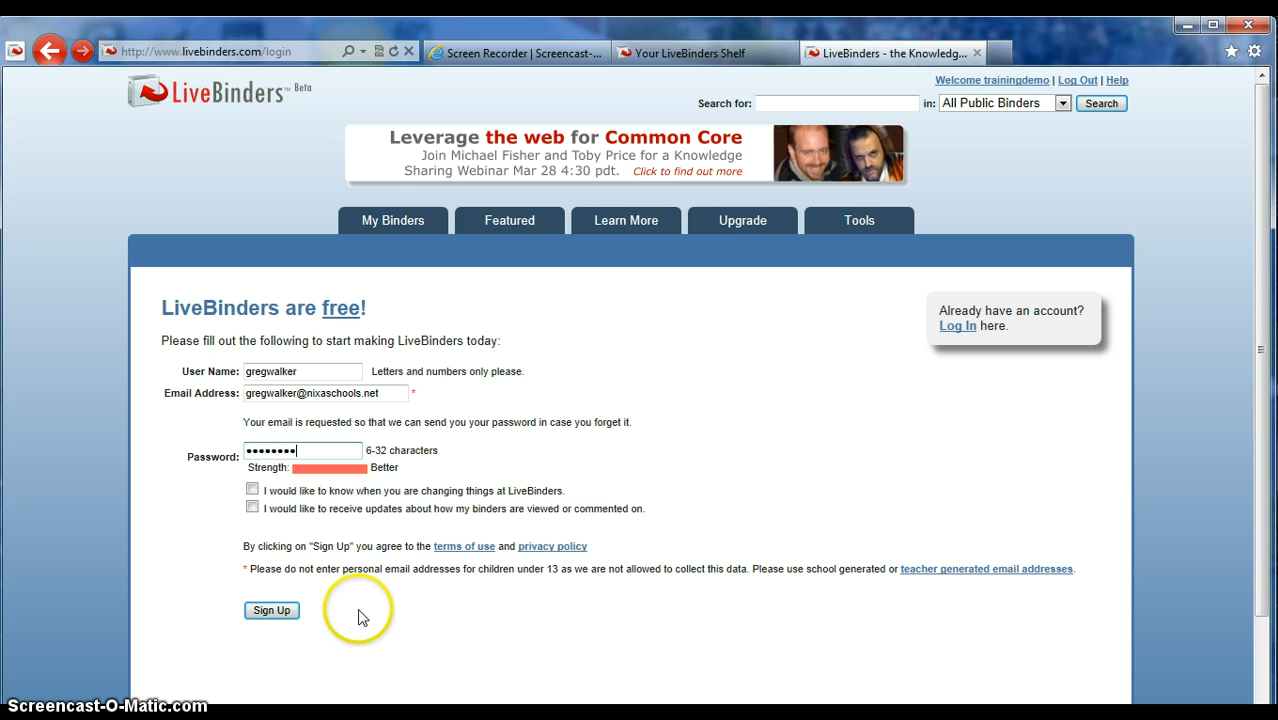 http://www.livebinders.com/login
Screen Recorder | Screencast-...
Your LiveBinders Shelf
LiveBinders - the Knowledg...
LiveBinders™ Beta
Welcome trainingdemo | Log Out | Help
Search for:
in: All Public Binders
Search
Leverage the web for Common Core
Join Michael Fisher and Toby Price for a Knowledge
Sharing Webinar Mar 28 4:30 pdt. Click to find out more
My Binders
Featured
Learn More
Upgrade
Tools
LiveBinders are free!
Already have an account?
Log In here.
Please fill out the following to start making LiveBinders today:
User Name: gregwalker Letters and numbers only please.
Email Address: gregwalker@nixaschools.net *
Your email is requested so that we can send you your password in case you forget it.
Password: ●●●●●●●● 6-32 characters
Strength: Better
I would like to know when you are changing things at LiveBinders.
I would like to receive updates about how my binders are viewed or commented on.
By clicking on "Sign Up" you agree to the terms of use and privacy policy
* Please do not enter personal email addresses for children under 13 as we are not allowed to collect this data. Please use school generated or teacher generated email addresses.
Sign Up
Screencast-O-Matic.com